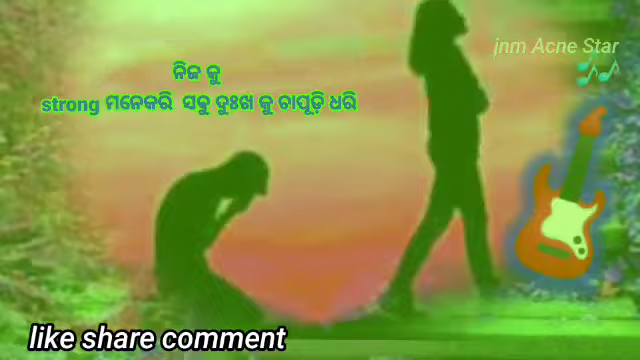 jnm Acne Star
ନିଜ କୁ
strong ମନେକରି ସବୁ ଦୁଃଖ କୁ ଚାପୁଡ଼ି ଧରି
like share comment